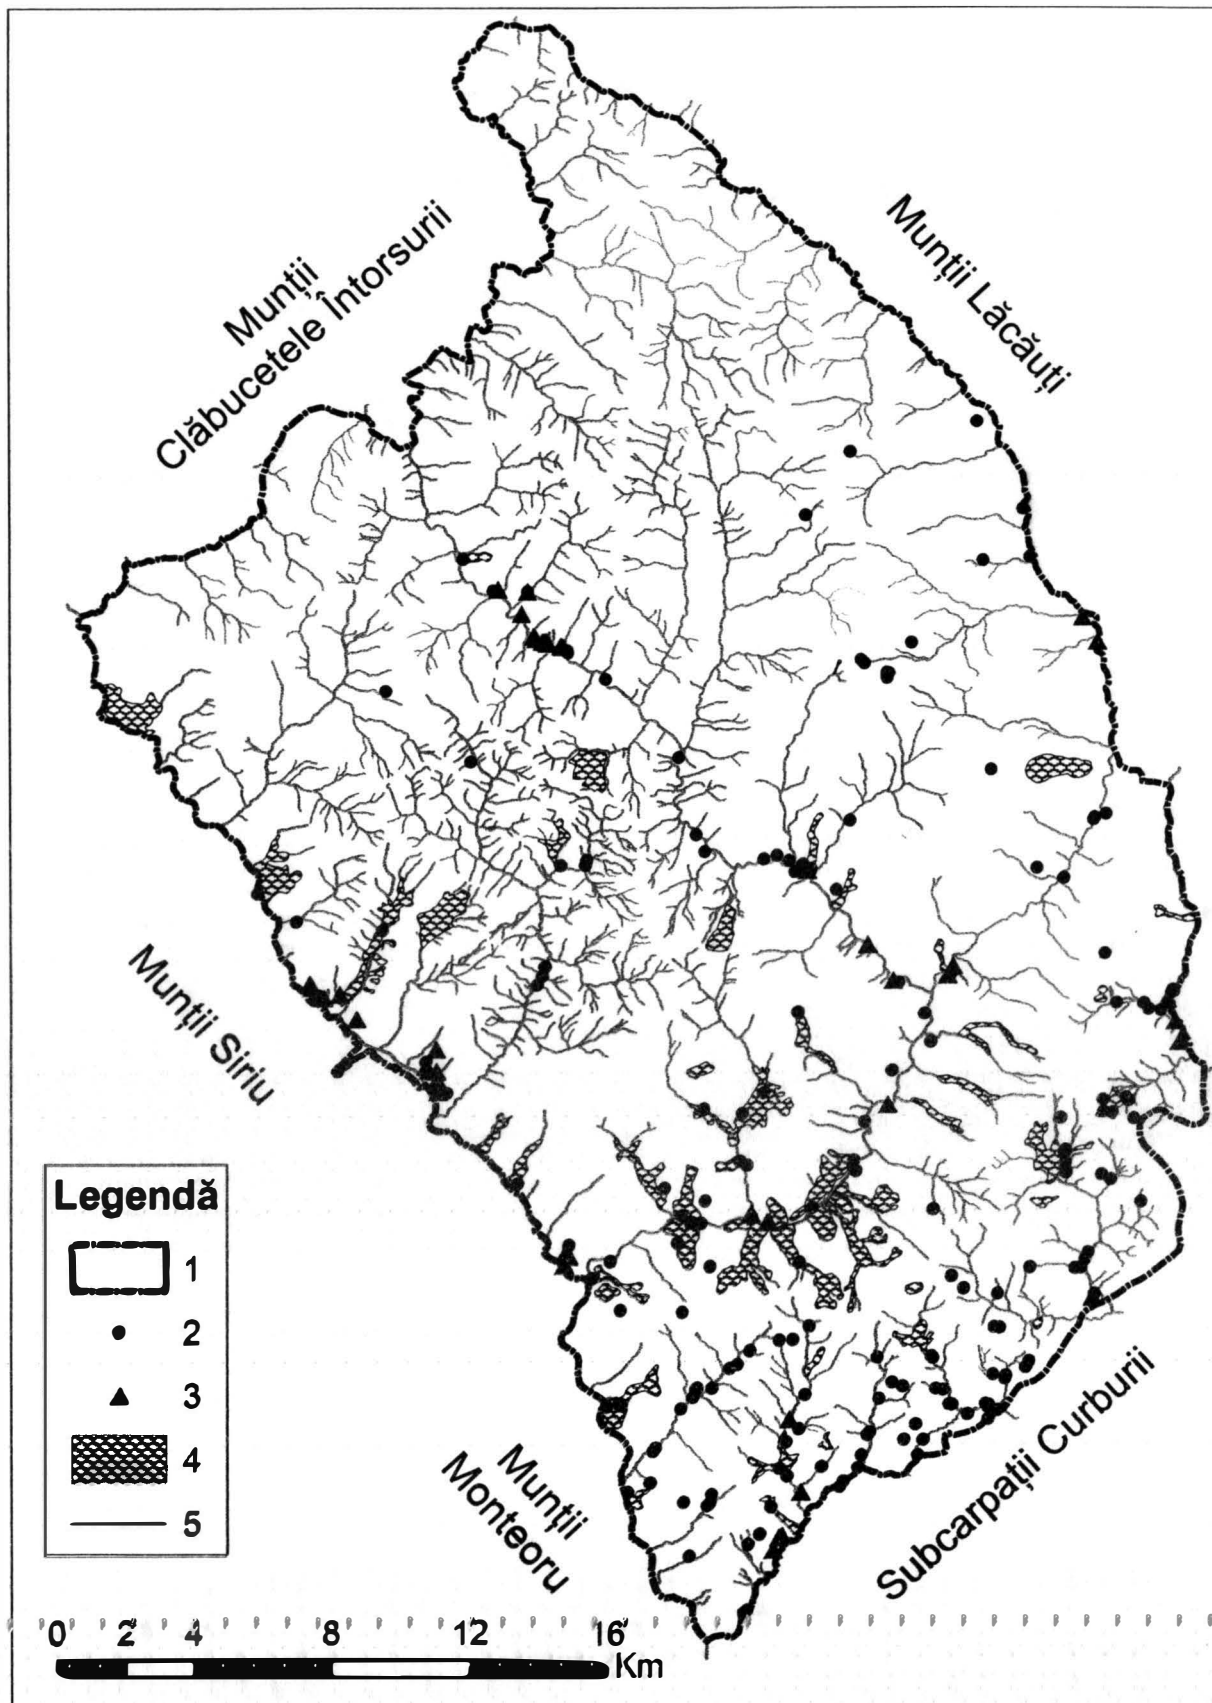 Munții
Clăbucetele Întorsurii
Munții Lăcăuți
Munții Siriu
Munții
Monteoru
Subcarpații Curburii
Legendă
1
2
3
4
5
0 2 4 8 12 16 Km